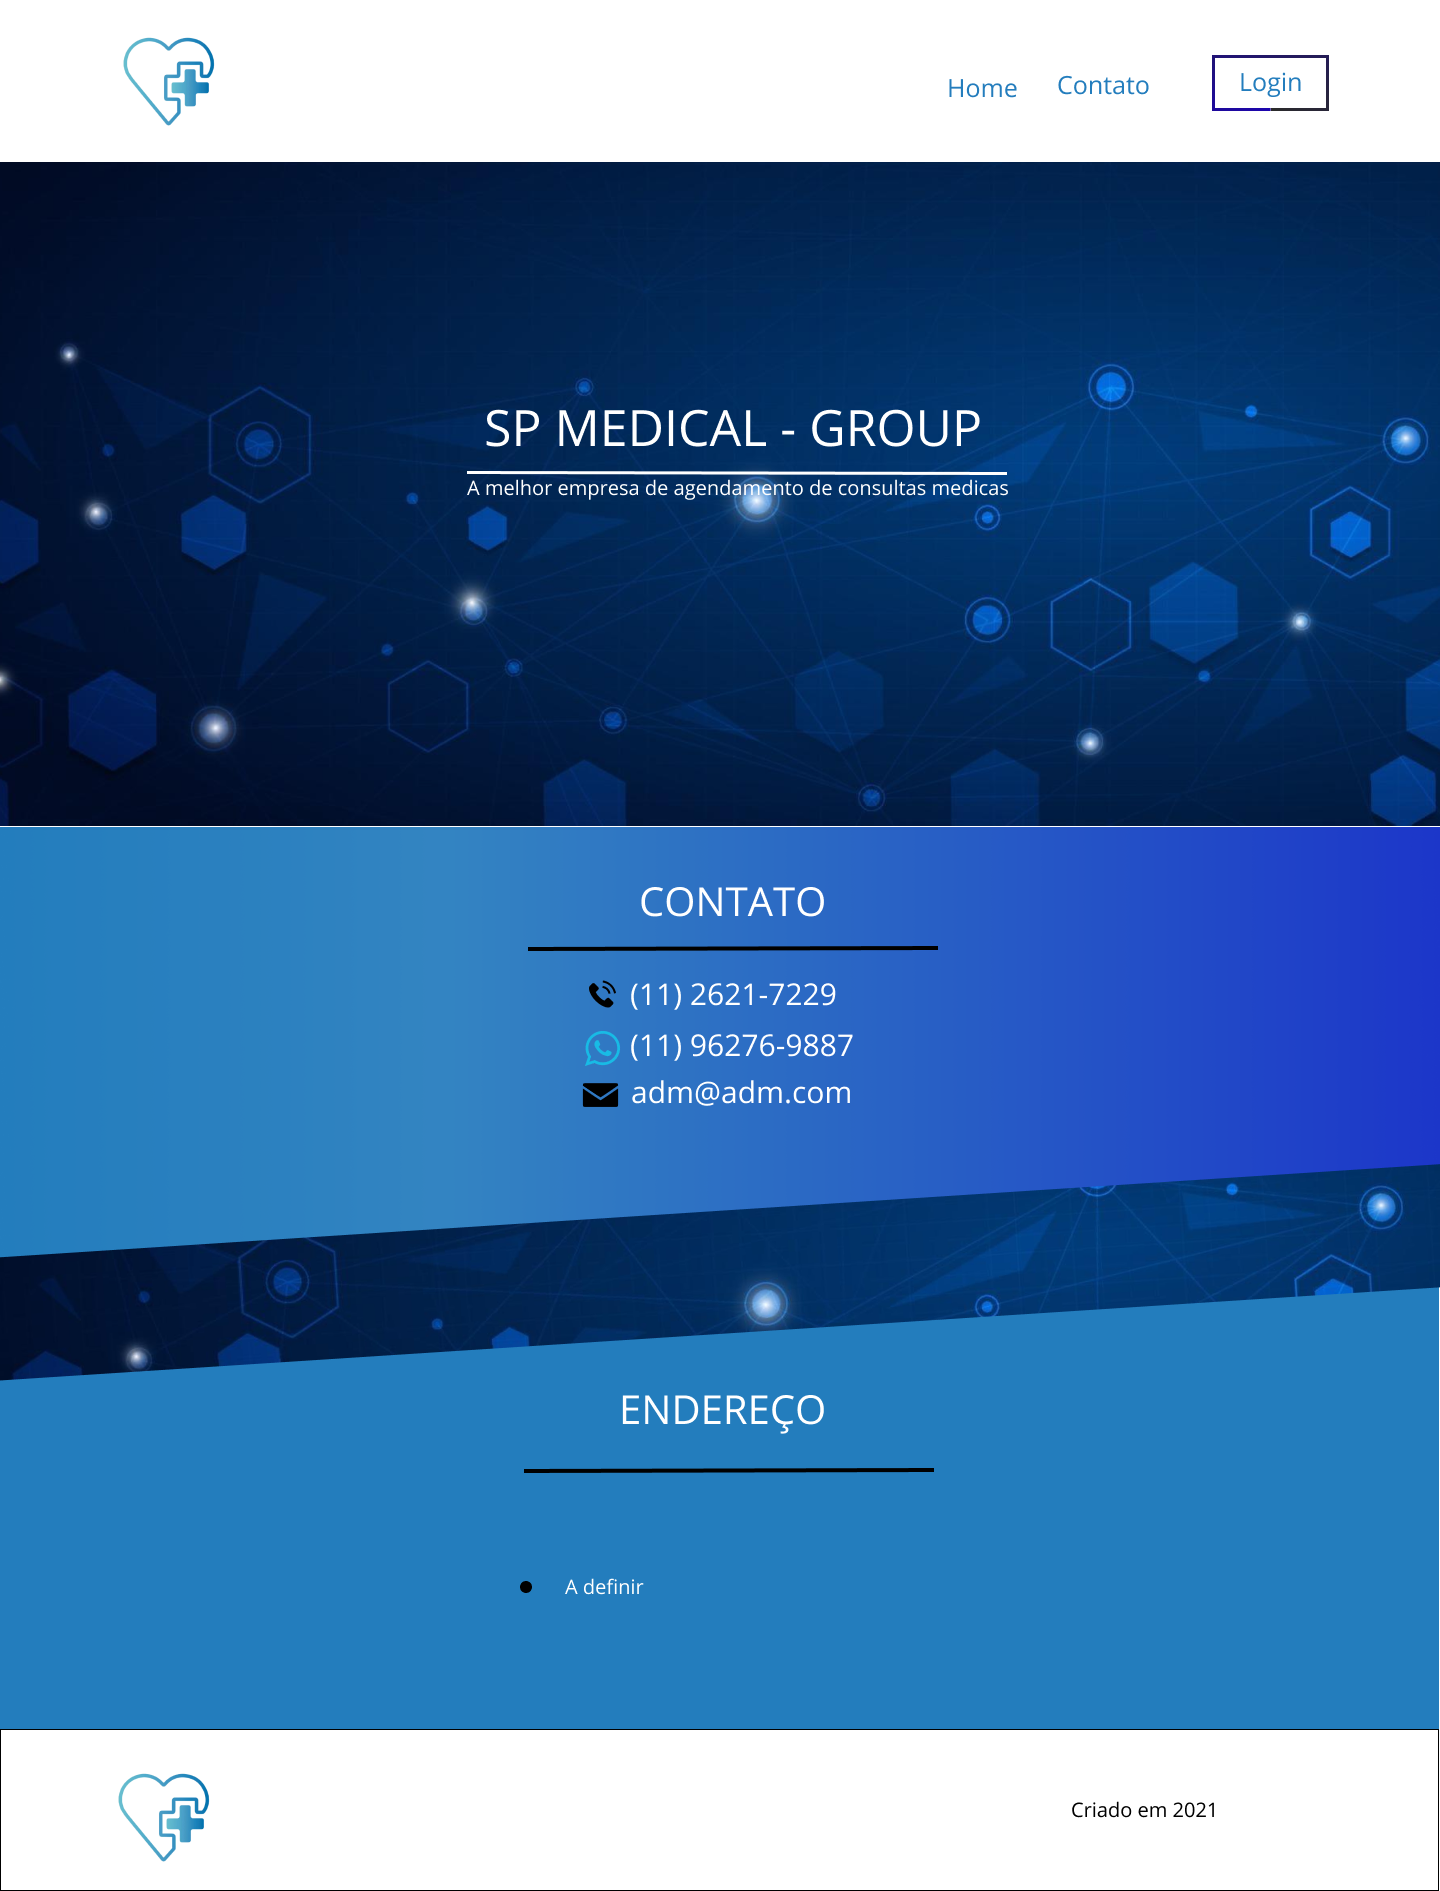 Home
Contato
Login
SP MEDICAL - GROUP
A melhor empresa de agendamento de consultas medicas
CONTATO
(11) 2621-7229
(11) 96276-9887
adm@adm.com
ENDEREÇO
A definir
Criado em 2021